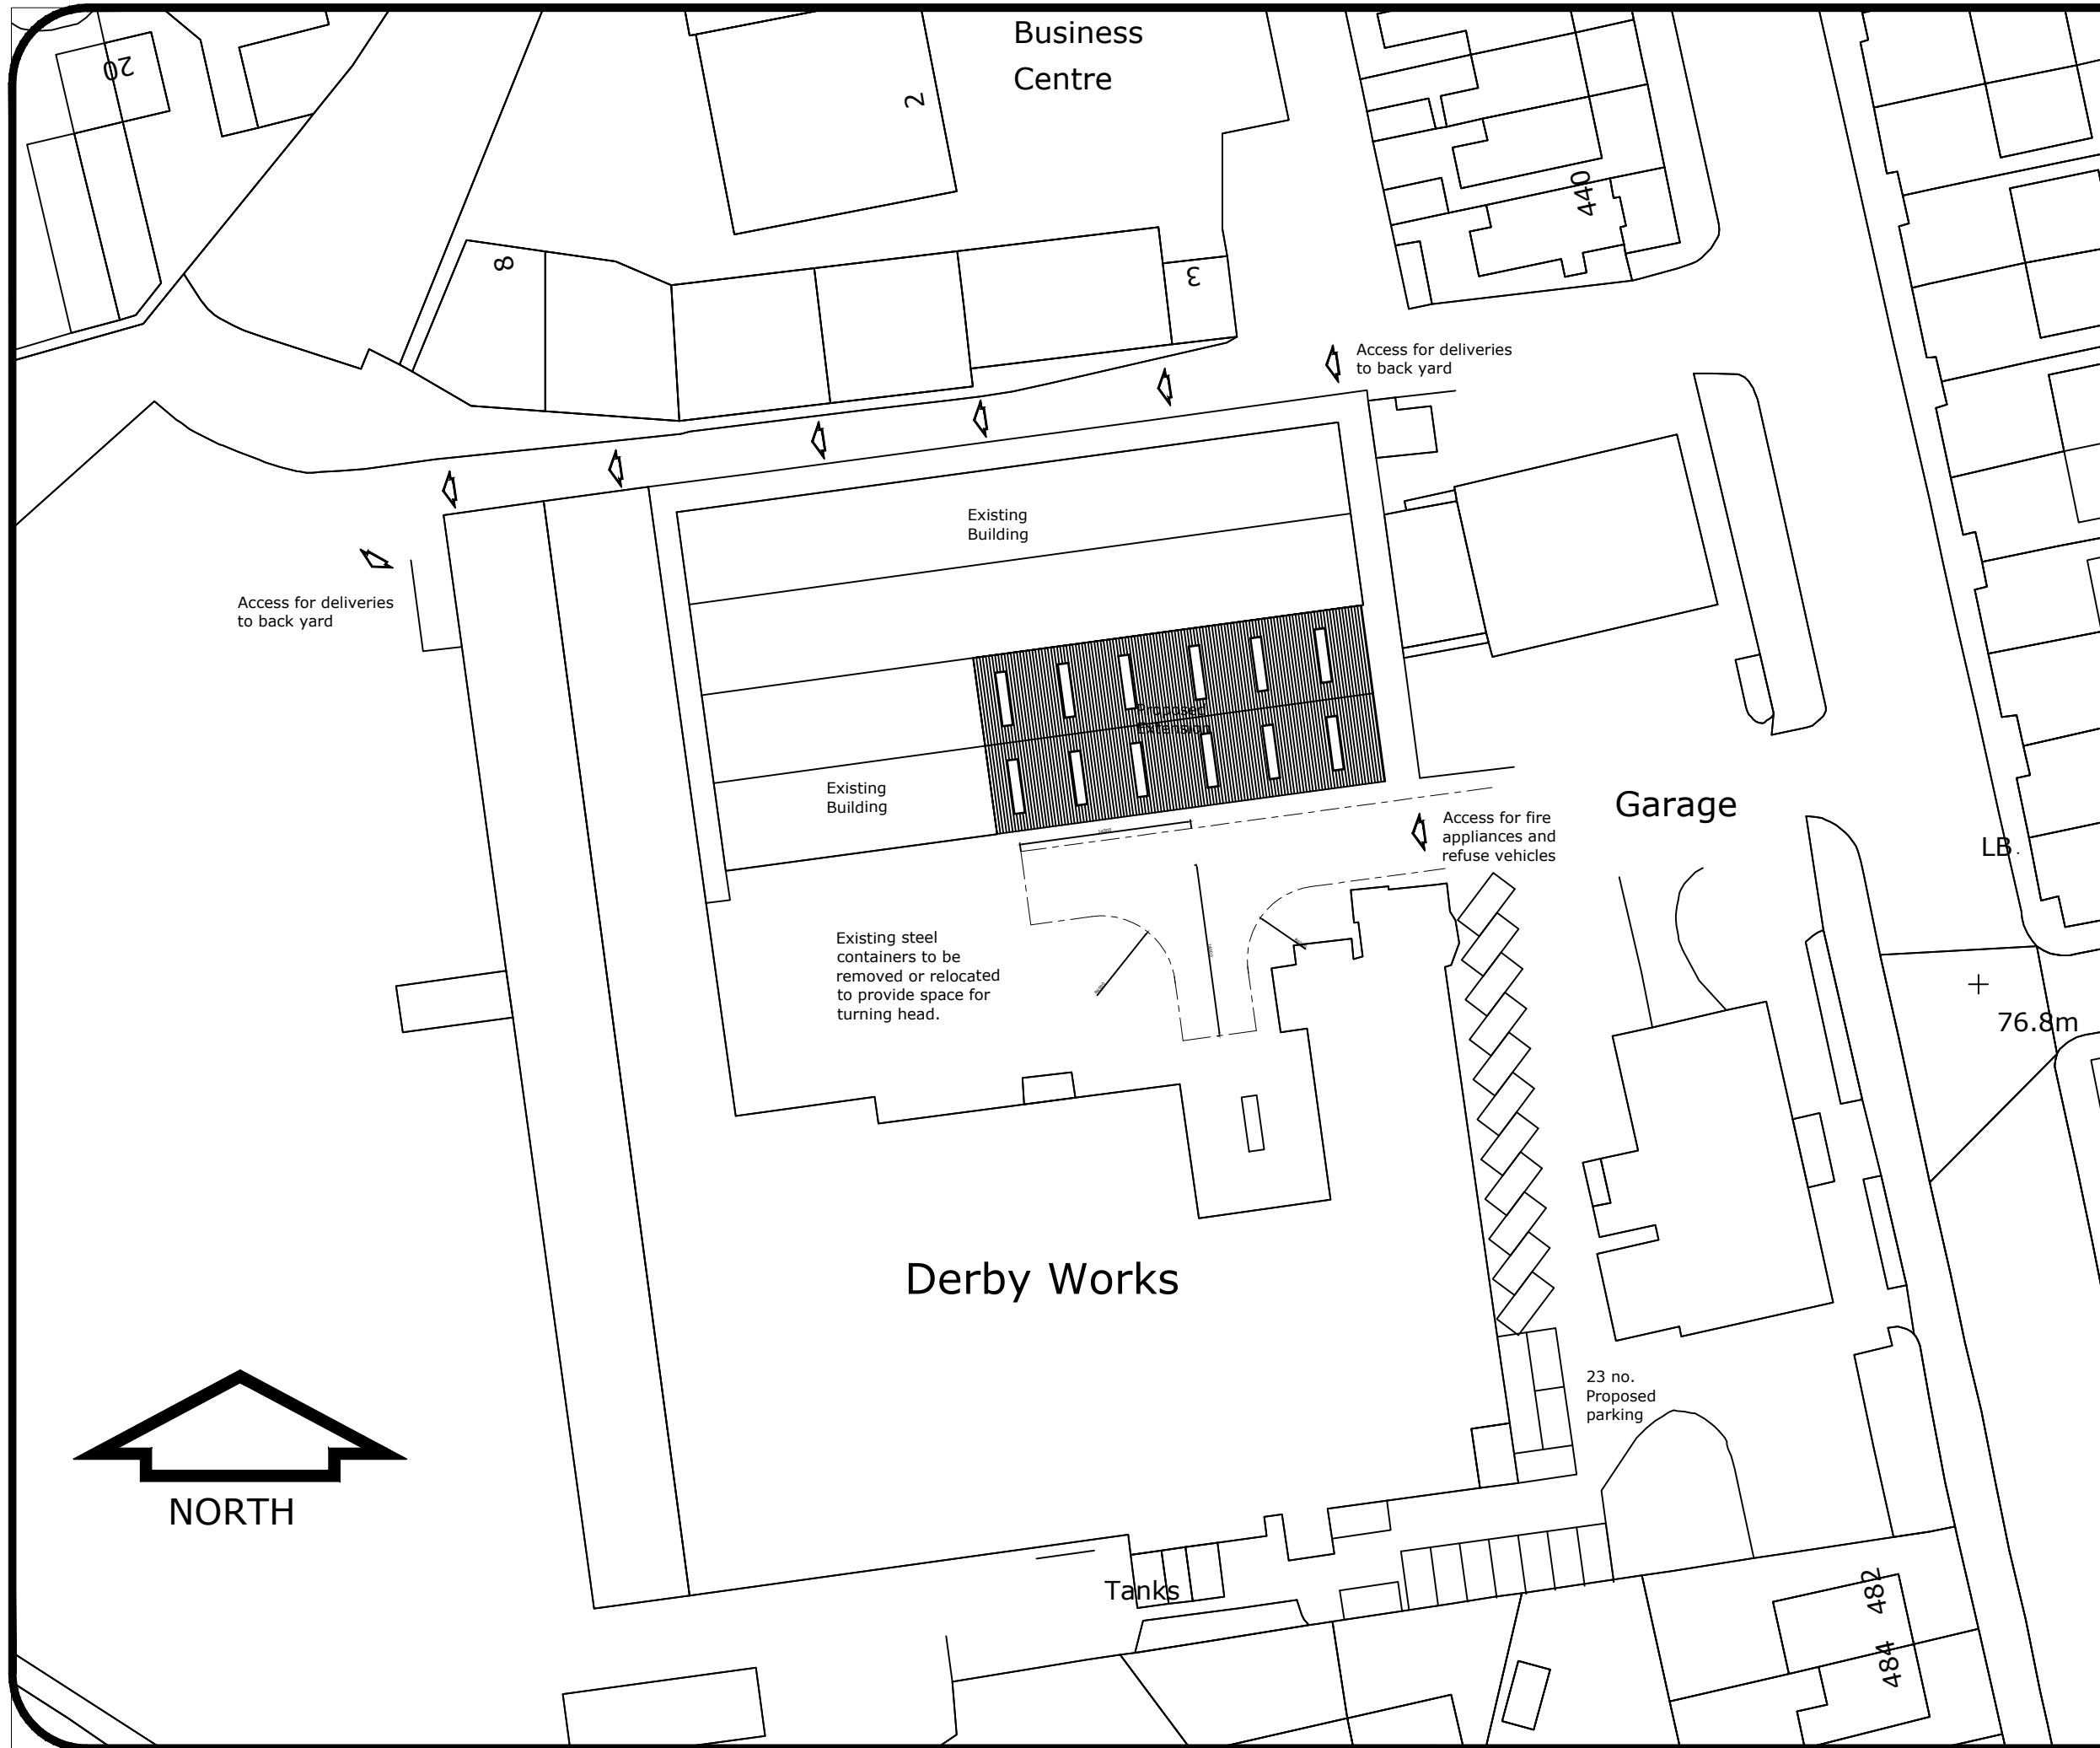 Business
Centre
20
2
440
8
3
Access for deliveries
to back yard
Existing
Building
Access for deliveries
to back yard
Proposed
Extension
Existing
Building
Garage
Access for fire
appliances and
refuse vehicles
LB
Existing steel
containers to be
removed or relocated
to provide space for
turning head.
76.8m
Derby Works
23 no.
Proposed
parking
NORTH
Tanks
482
484